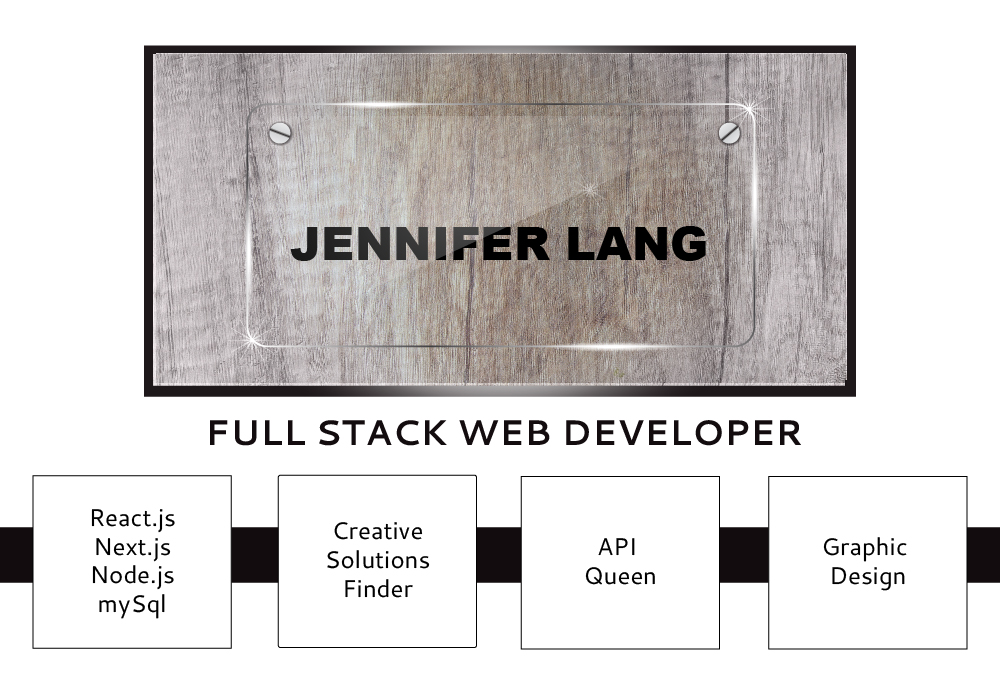 JENNIFER LANG
FULL STACK WEB DEVELOPER
React.js
Next.js
Node.js
mySql
Creative
Solutions
Finder
API
Queen
Graphic
Design